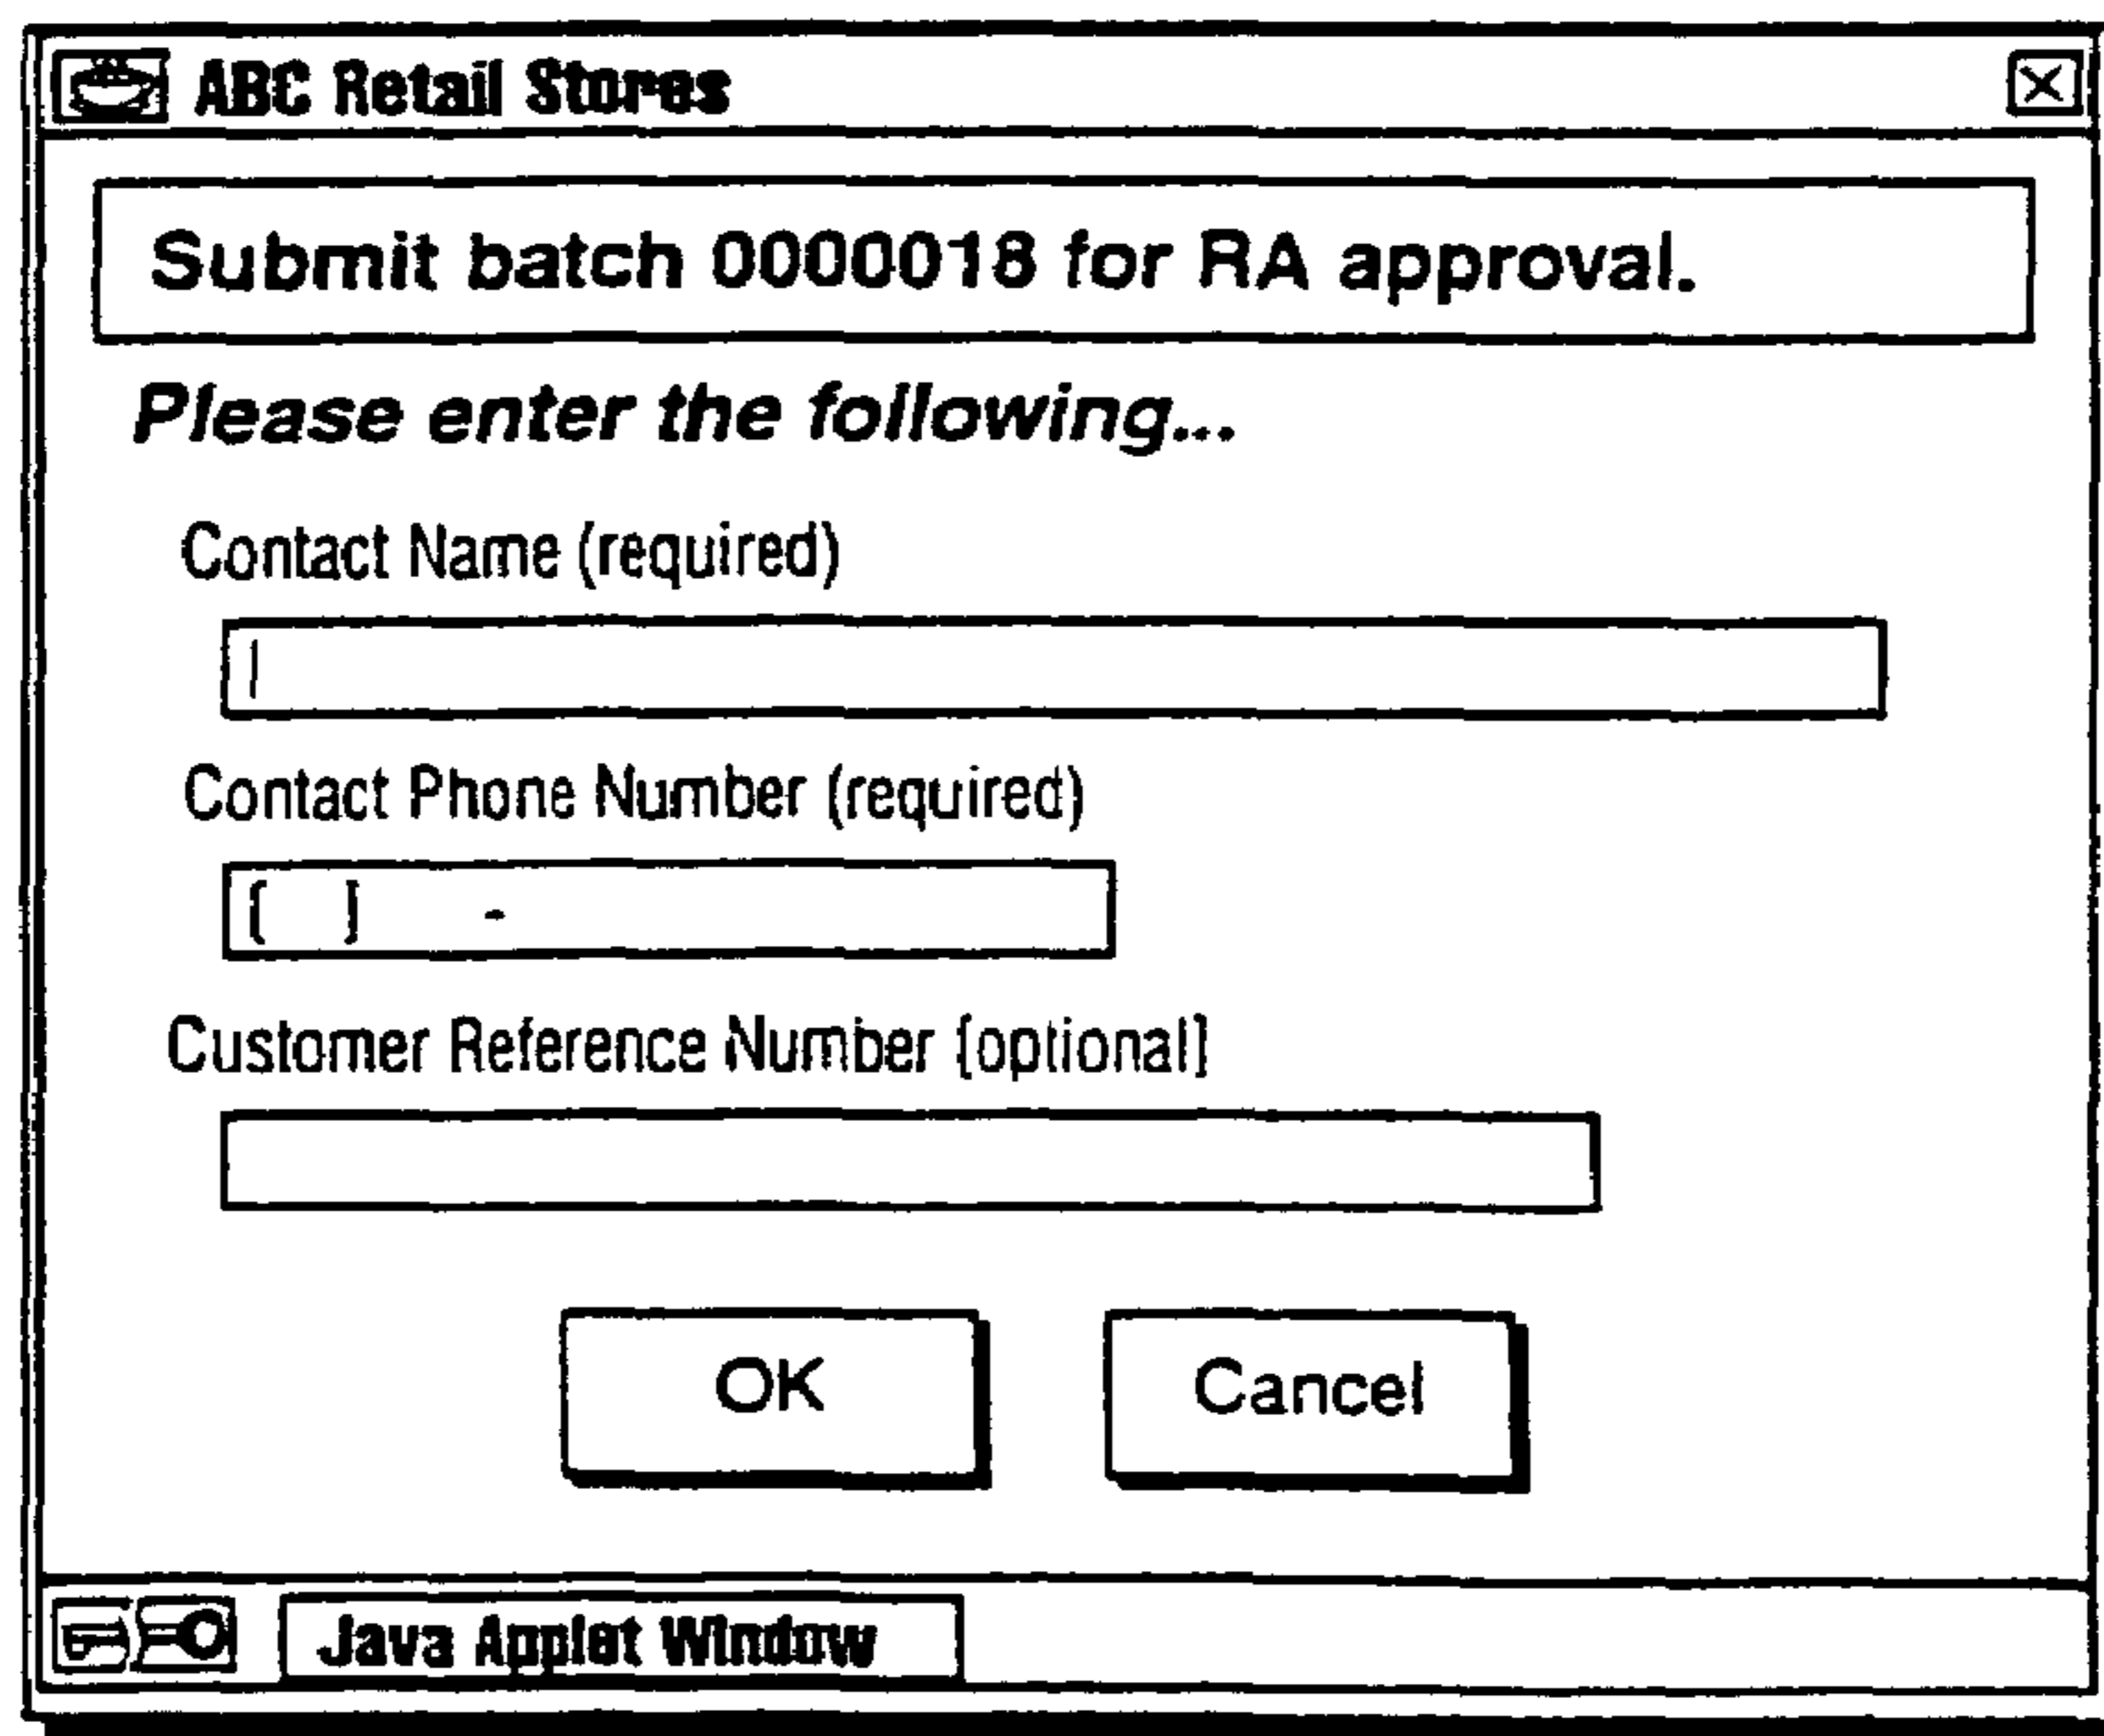 ABC Retail Stores
Submit batch 0000018 for RA approval.
Please enter the following...
Contact Name (required)
Contact Phone Number (required)
( ) -
Customer Reference Number [optional]
OK Cancel
Java Applet Window